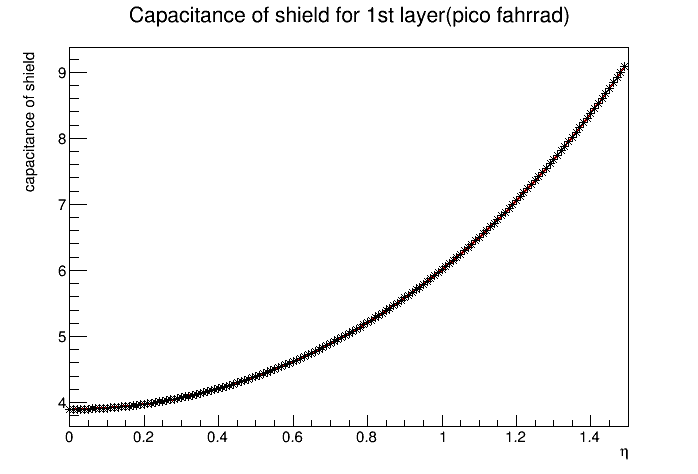 Capacitance of shield for 1st layer(pico fahrrad)
capacitance of shield
9
8
7
6
5
4
0 0.2 0.4 0.6 0.8 1 1.2 1.4
η